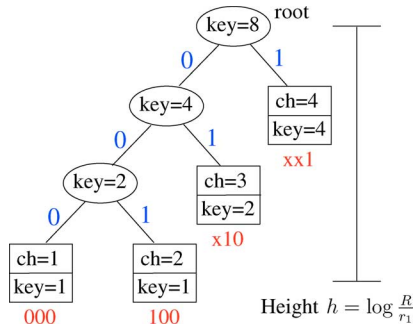 key=8
root
0
1
key=4
ch=4
key=4
xx1
0
1
key=2
ch=3
key=2
x10
0
1
ch=1
key=1
000
ch=2
key=1
100
Height h = log R/r₁